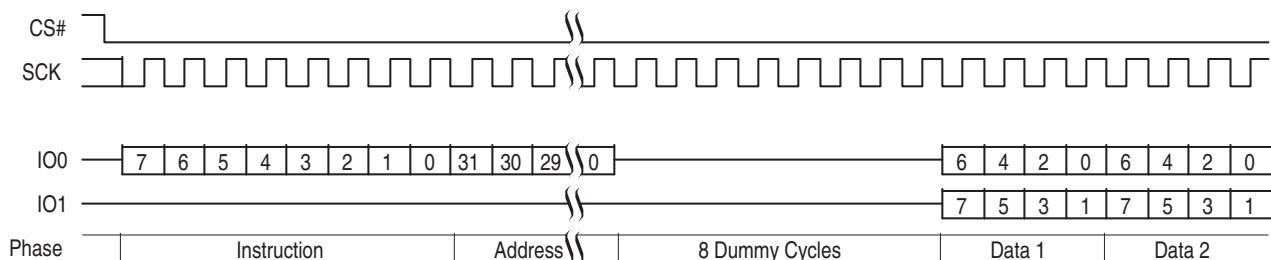 CS#
SCK
IO0 7 6 5 4 3 2 1 0 31 30 29 0 6 4 2 0 6 4 2 0
IO1 7 5 3 1 7 5 3 1
Phase Instruction Address 8 Dummy Cycles Data 1 Data 2